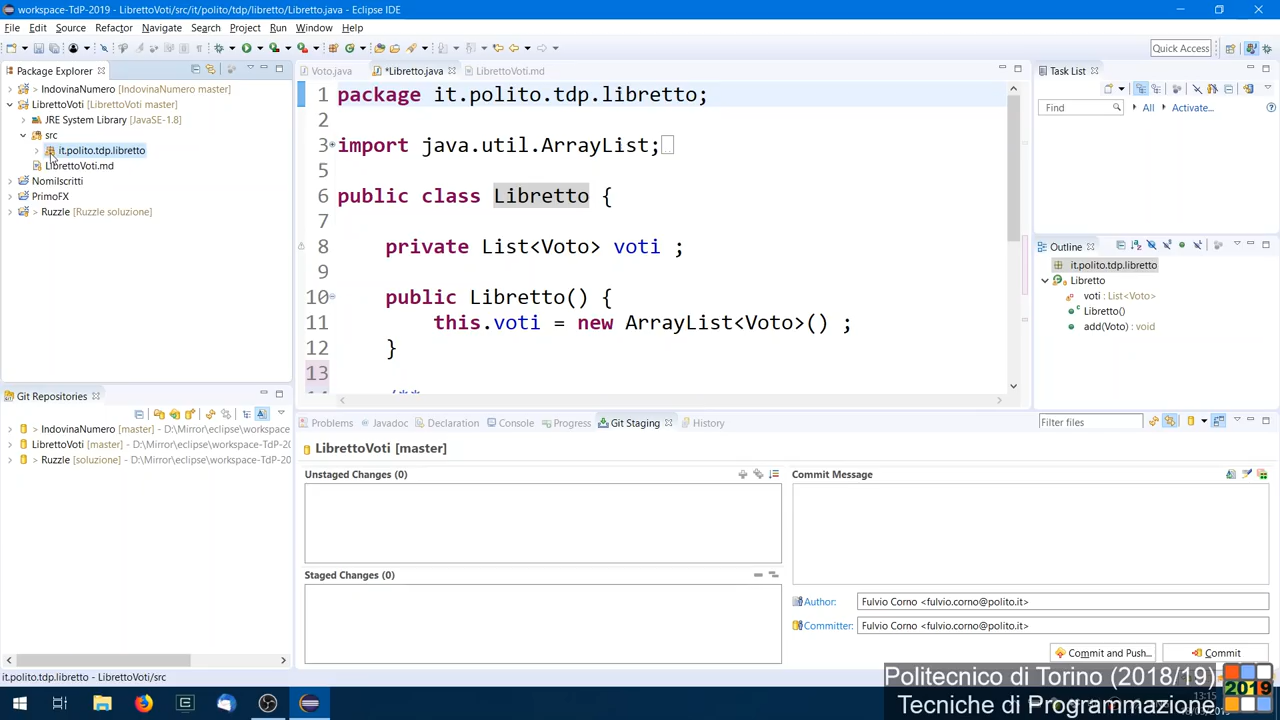 workspace-TdP-2019 - LibrettoVoti/src/it/polito/tdp/libretto/Libretto.java - Eclipse IDE
File Edit Source Refactor Navigate Search Project Run Window Help
Quick Access
Package Explorer
IndovinaNumero [IndovinaNumero master]
LibrettoVoti [LibrettoVoti master]
JRE System Library [JavaSE-1.8]
src
it.polito.tdp.libretto
LibrettoVoti.md
NomiIscritti
PrimoFX
> Ruzzle [Ruzzle soluzione]
Git Repositories
IndovinaNumero [master] - D:\Mirror\eclipse\workspace-TdP-20
LibrettoVoti [master] - D:\Mirror\eclipse\workspace-TdP-2019
> Ruzzle [soluzione] - D:\Mirror\eclipse\workspace-TdP-2019
Voto.java *Libretto.java LibrettoVoti.md
1 package it.polito.tdp.libretto;
2
3 import java.util.ArrayList;
5
6 public class Libretto {
7
8 private List<Voto> voti ;
9
10 public Libretto() {
11 this.voti = new ArrayList<Voto>() ;
12 }
13
14 /**
Task List
Find All Activate...
Outline
it.polito.tdp.libretto
Libretto
voti : List<Voto>
Libretto()
add(Voto) : void
Problems Javadoc Declaration Console Progress Git Staging History
Filter files
LibrettoVoti [master]
Unstaged Changes (0)
Staged Changes (0)
Commit Message
Author: Fulvio Corno <fulvio.corno@polito.it>
Committer: Fulvio Corno <fulvio.corno@polito.it>
Commit and Push... Commit
it.polito.tdp.libretto - LibrettoVoti/src
Politecnico di Torino (2018/19)
Tecniche di Programmazione
2019
13:15